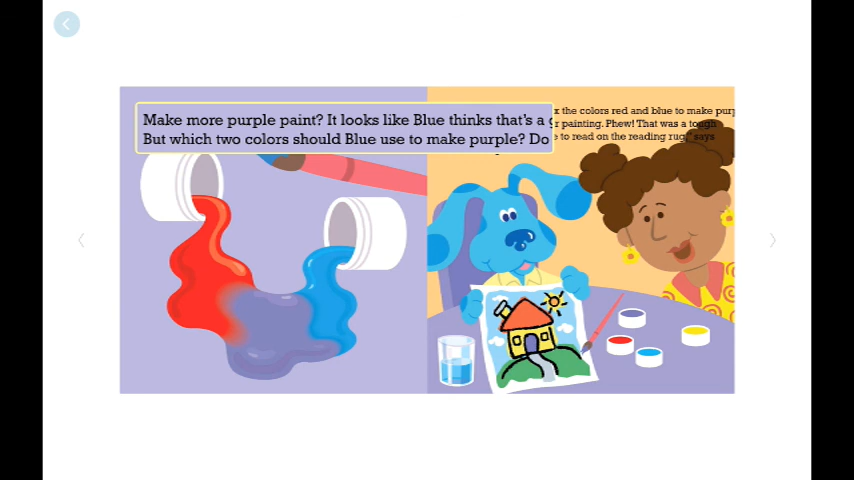 Make more purple paint? It looks like Blue thinks that's a
But which two colors should Blue use to make purple? Do
the colors red and blue to make
painting. Phew! That was a tough
to read on the reading rug," says